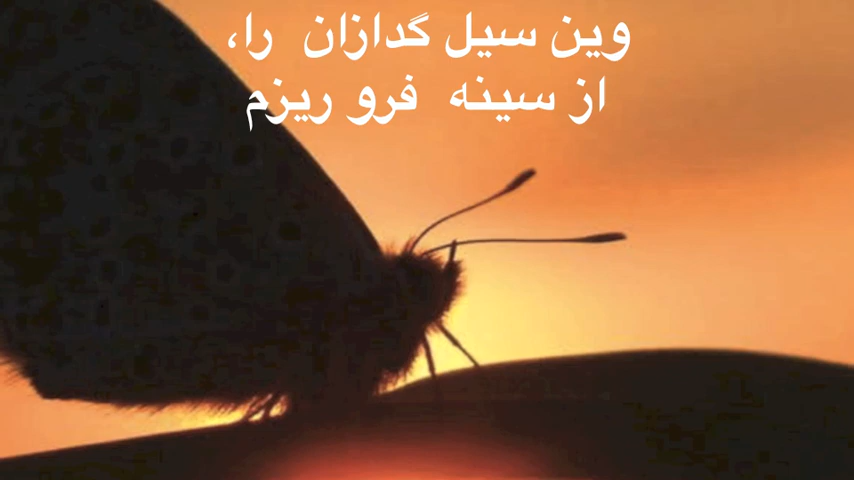 وین سیل گدازان را،
از سینه فرو ریزم